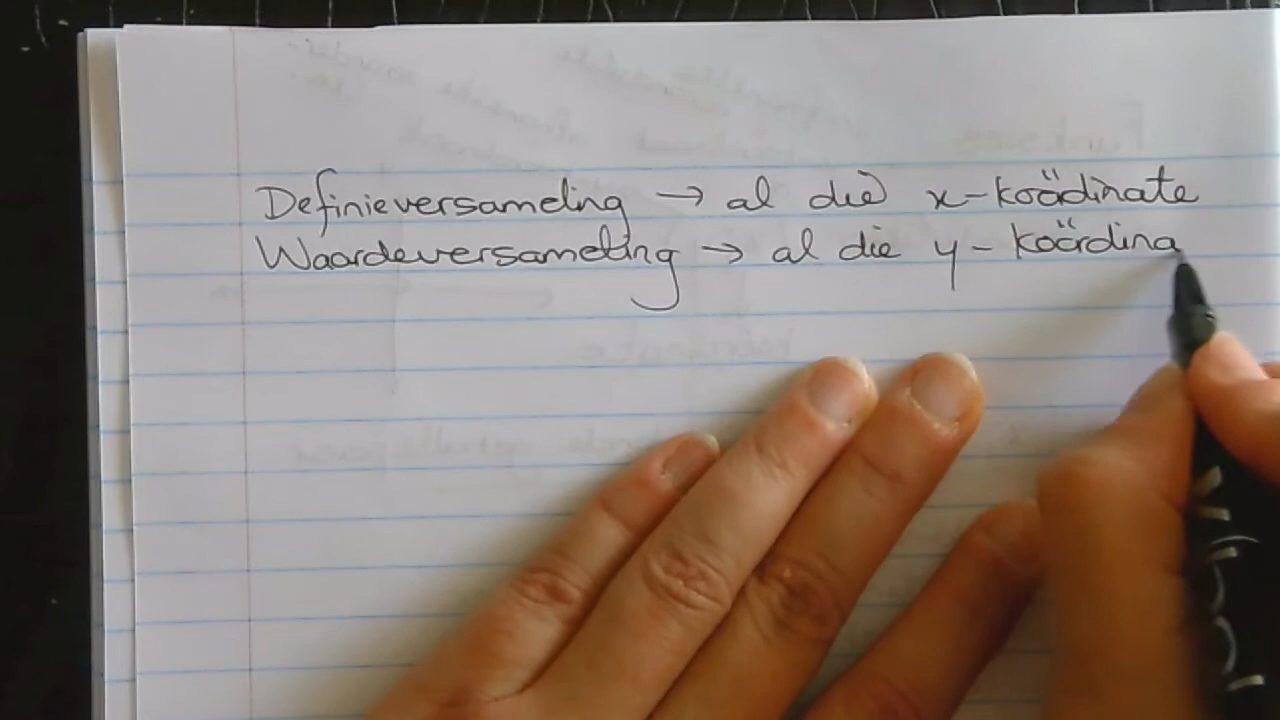 Definieversameling → al die x-koördinate
Waardeversameling → al die y-koördina